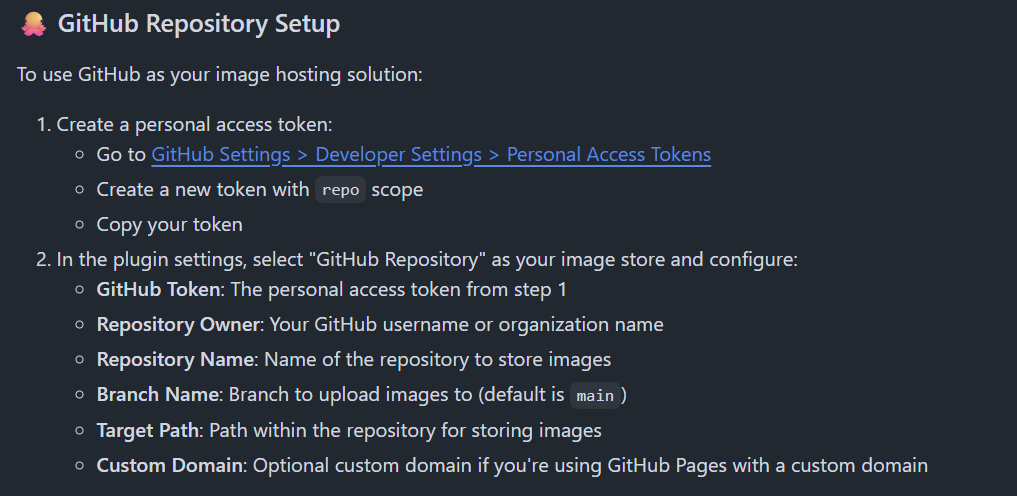 GitHub Repository Setup
To use GitHub as your image hosting solution:
1. Create a personal access token:
Go to GitHub Settings > Developer Settings > Personal Access Tokens
Create a new token with repo scope
Copy your token
2. In the plugin settings, select "GitHub Repository" as your image store and configure:
GitHub Token: The personal access token from step 1
Repository Owner: Your GitHub username or organization name
Repository Name: Name of the repository to store images
Branch Name: Branch to upload images to (default is main)
Target Path: Path within the repository for storing images
Custom Domain: Optional custom domain if you're using GitHub Pages with a custom domain